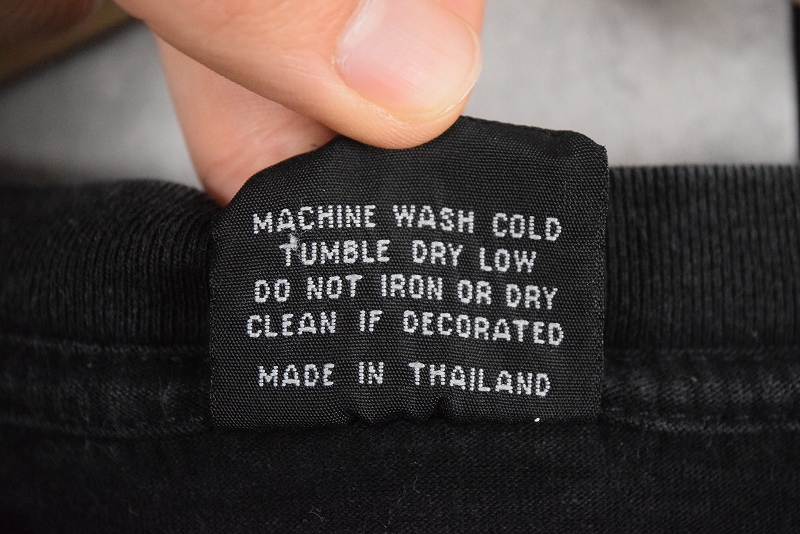 MACHINE WASH COLD
TUMBLE DRY LOW
DO NOT IRON OR DRY
CLEAN IF DECORATED
MADE IN THAILAND